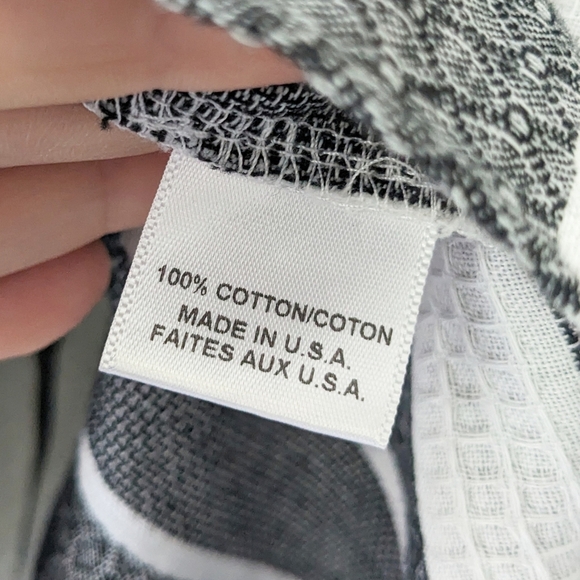 100% COTTON/COTON
MADE IN U.S.A.
FAITES AUX U.S.A.